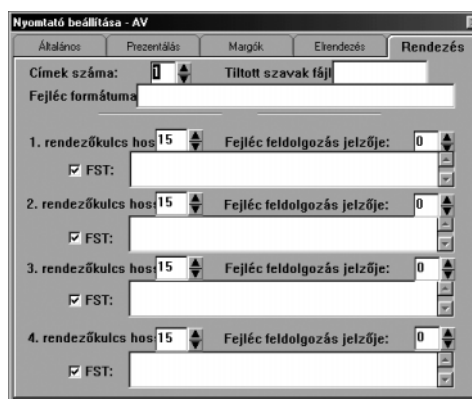 Nyomtató beállítása - AV
Általános Prezentálás Margók Elrendezés Rendezés
Címek száma: 1 Tiltott szavak fájl
Fejléc formátuma
1. rendezőkulcs hos: 15 Fejléc feldolgozás jelzője: 0
FST:
2. rendezőkulcs hos: 15 Fejléc feldolgozás jelzője: 0
FST:
3. rendezőkulcs hos: 15 Fejléc feldolgozás jelzője: 0
FST:
4. rendezőkulcs hos: 15 Fejléc feldolgozás jelzője: 0
FST: